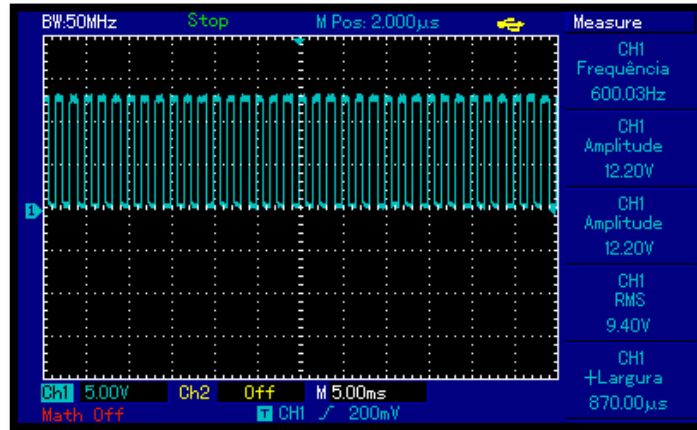 BW:50MHz Stop M Pos: 2.000μs Measure
CH1
Frequência
600.03Hz
CH1
Amplitude
12.20V
CH1
Amplitude
12.20V
CH1
RMS
9.40V
CH1
+Largura
870.00μs
1
Ch1 5.00V Ch2 Off M 5.00ms
Math Off T CH1 200mV